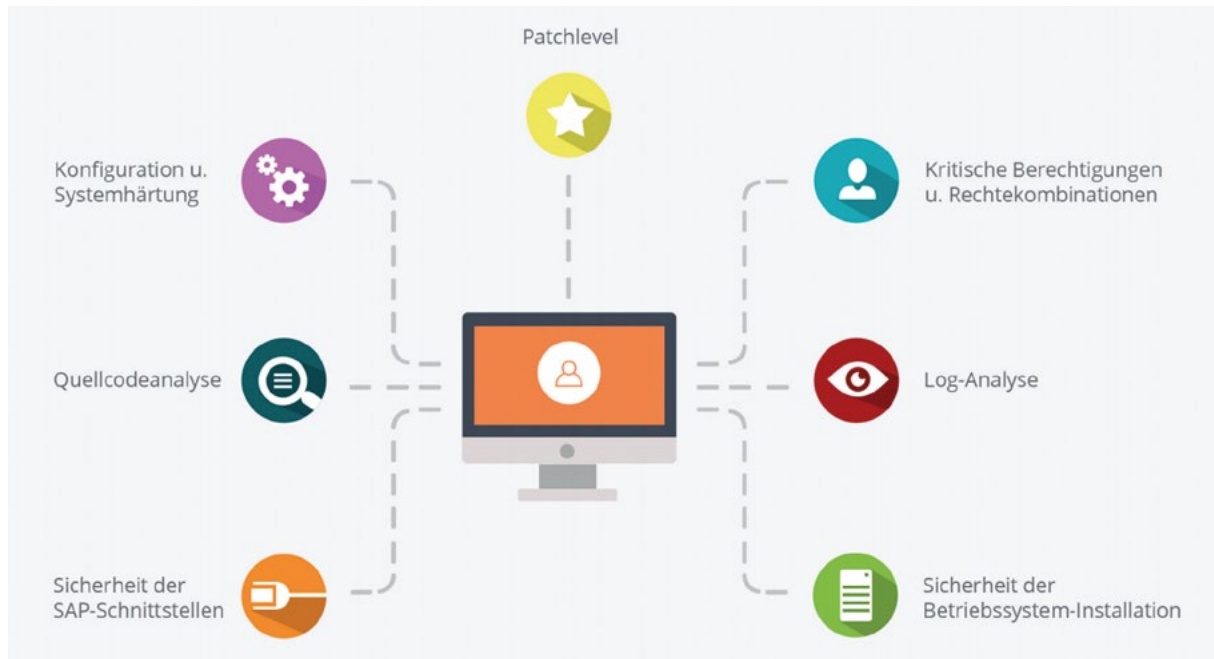 Patchlevel
Konfiguration u.
Systemhärtung
Kritische Berechtigungen
u. Rechtekombinationen
Quellcodeanalyse
Log-Analyse
Sicherheit der
SAP-Schnittstellen
Sicherheit der
Betriebssystem-Installation